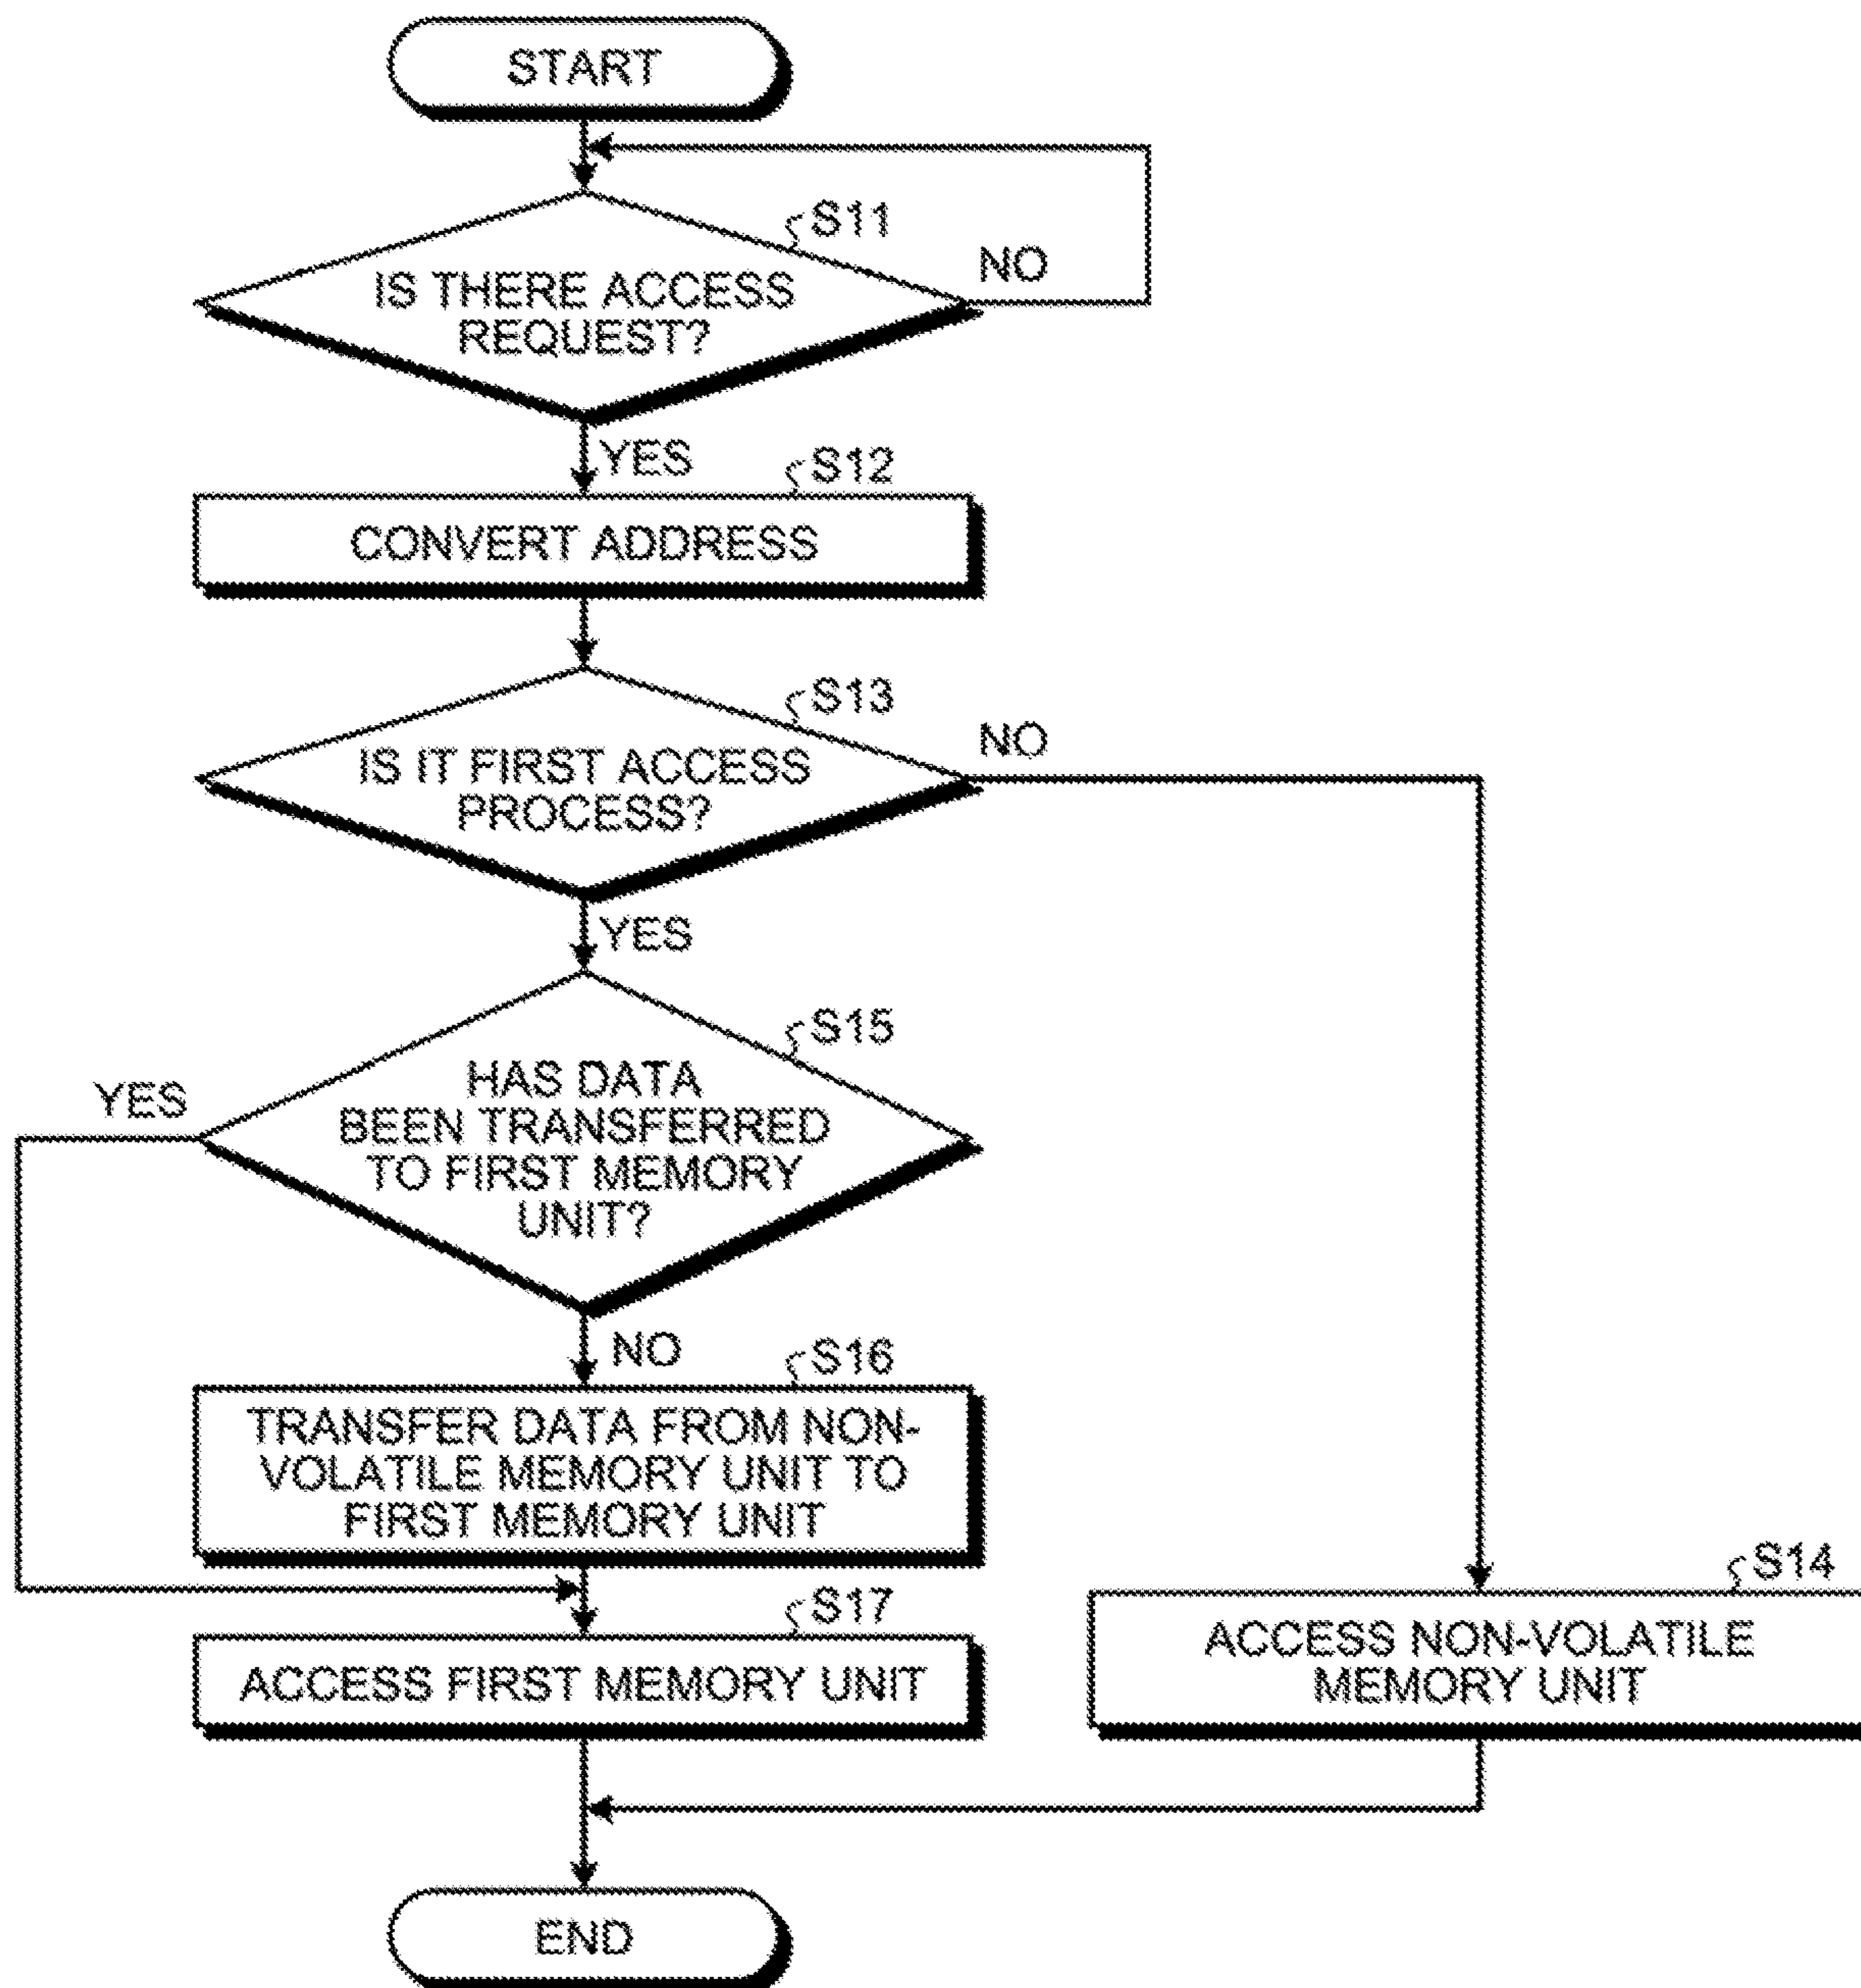 START
S11
IS THERE ACCESS
REQUEST?
NO
YES
S12
CONVERT ADDRESS
S13
IS IT FIRST ACCESS
PROCESS?
NO
YES
S15
HAS DATA
BEEN TRANSFERRED
TO FIRST MEMORY
UNIT?
YES
NO
S16
TRANSFER DATA FROM NON-
VOLATILE MEMORY UNIT TO
FIRST MEMORY UNIT
S17
ACCESS FIRST MEMORY UNIT
S14
ACCESS NON-VOLATILE
MEMORY UNIT
END